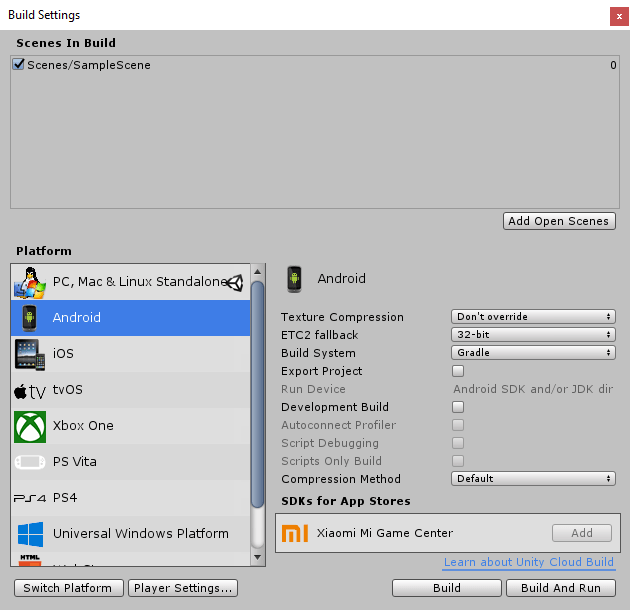 Build Settings
x
Scenes In Build
Scenes/SampleScene 0
Add Open Scenes
Platform
PC, Mac & Linux Standalone
Android
iOS
tv tvOS
Xbox One
PS Vita
PS4 PS4
Universal Windows Platform
HTML
Android
Texture Compression Don't override
ETC2 fallback 32-bit
Build System Gradle
Export Project
Run Device Android SDK and/or JDK dir
Development Build
Autoconnect Profiler
Script Debugging
Scripts Only Build
Compression Method Default
SDKs for App Stores
MI Xiaomi Mi Game Center Add
Learn about Unity Cloud Build
Switch Platform Player Settings... Build Build And Run